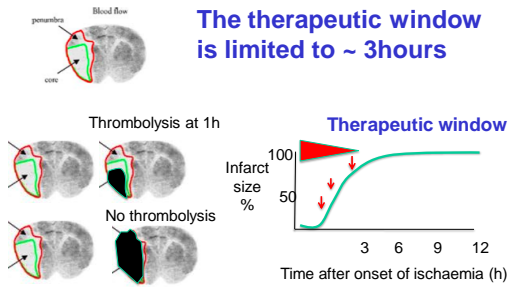 Blood flow
penumbra
core
The therapeutic window
is limited to ~ 3hours
Thrombolysis at 1h
No thrombolysis
Therapeutic window
Infarct
size
%
100
50
3 6 9 12
Time after onset of ischaemia (h)